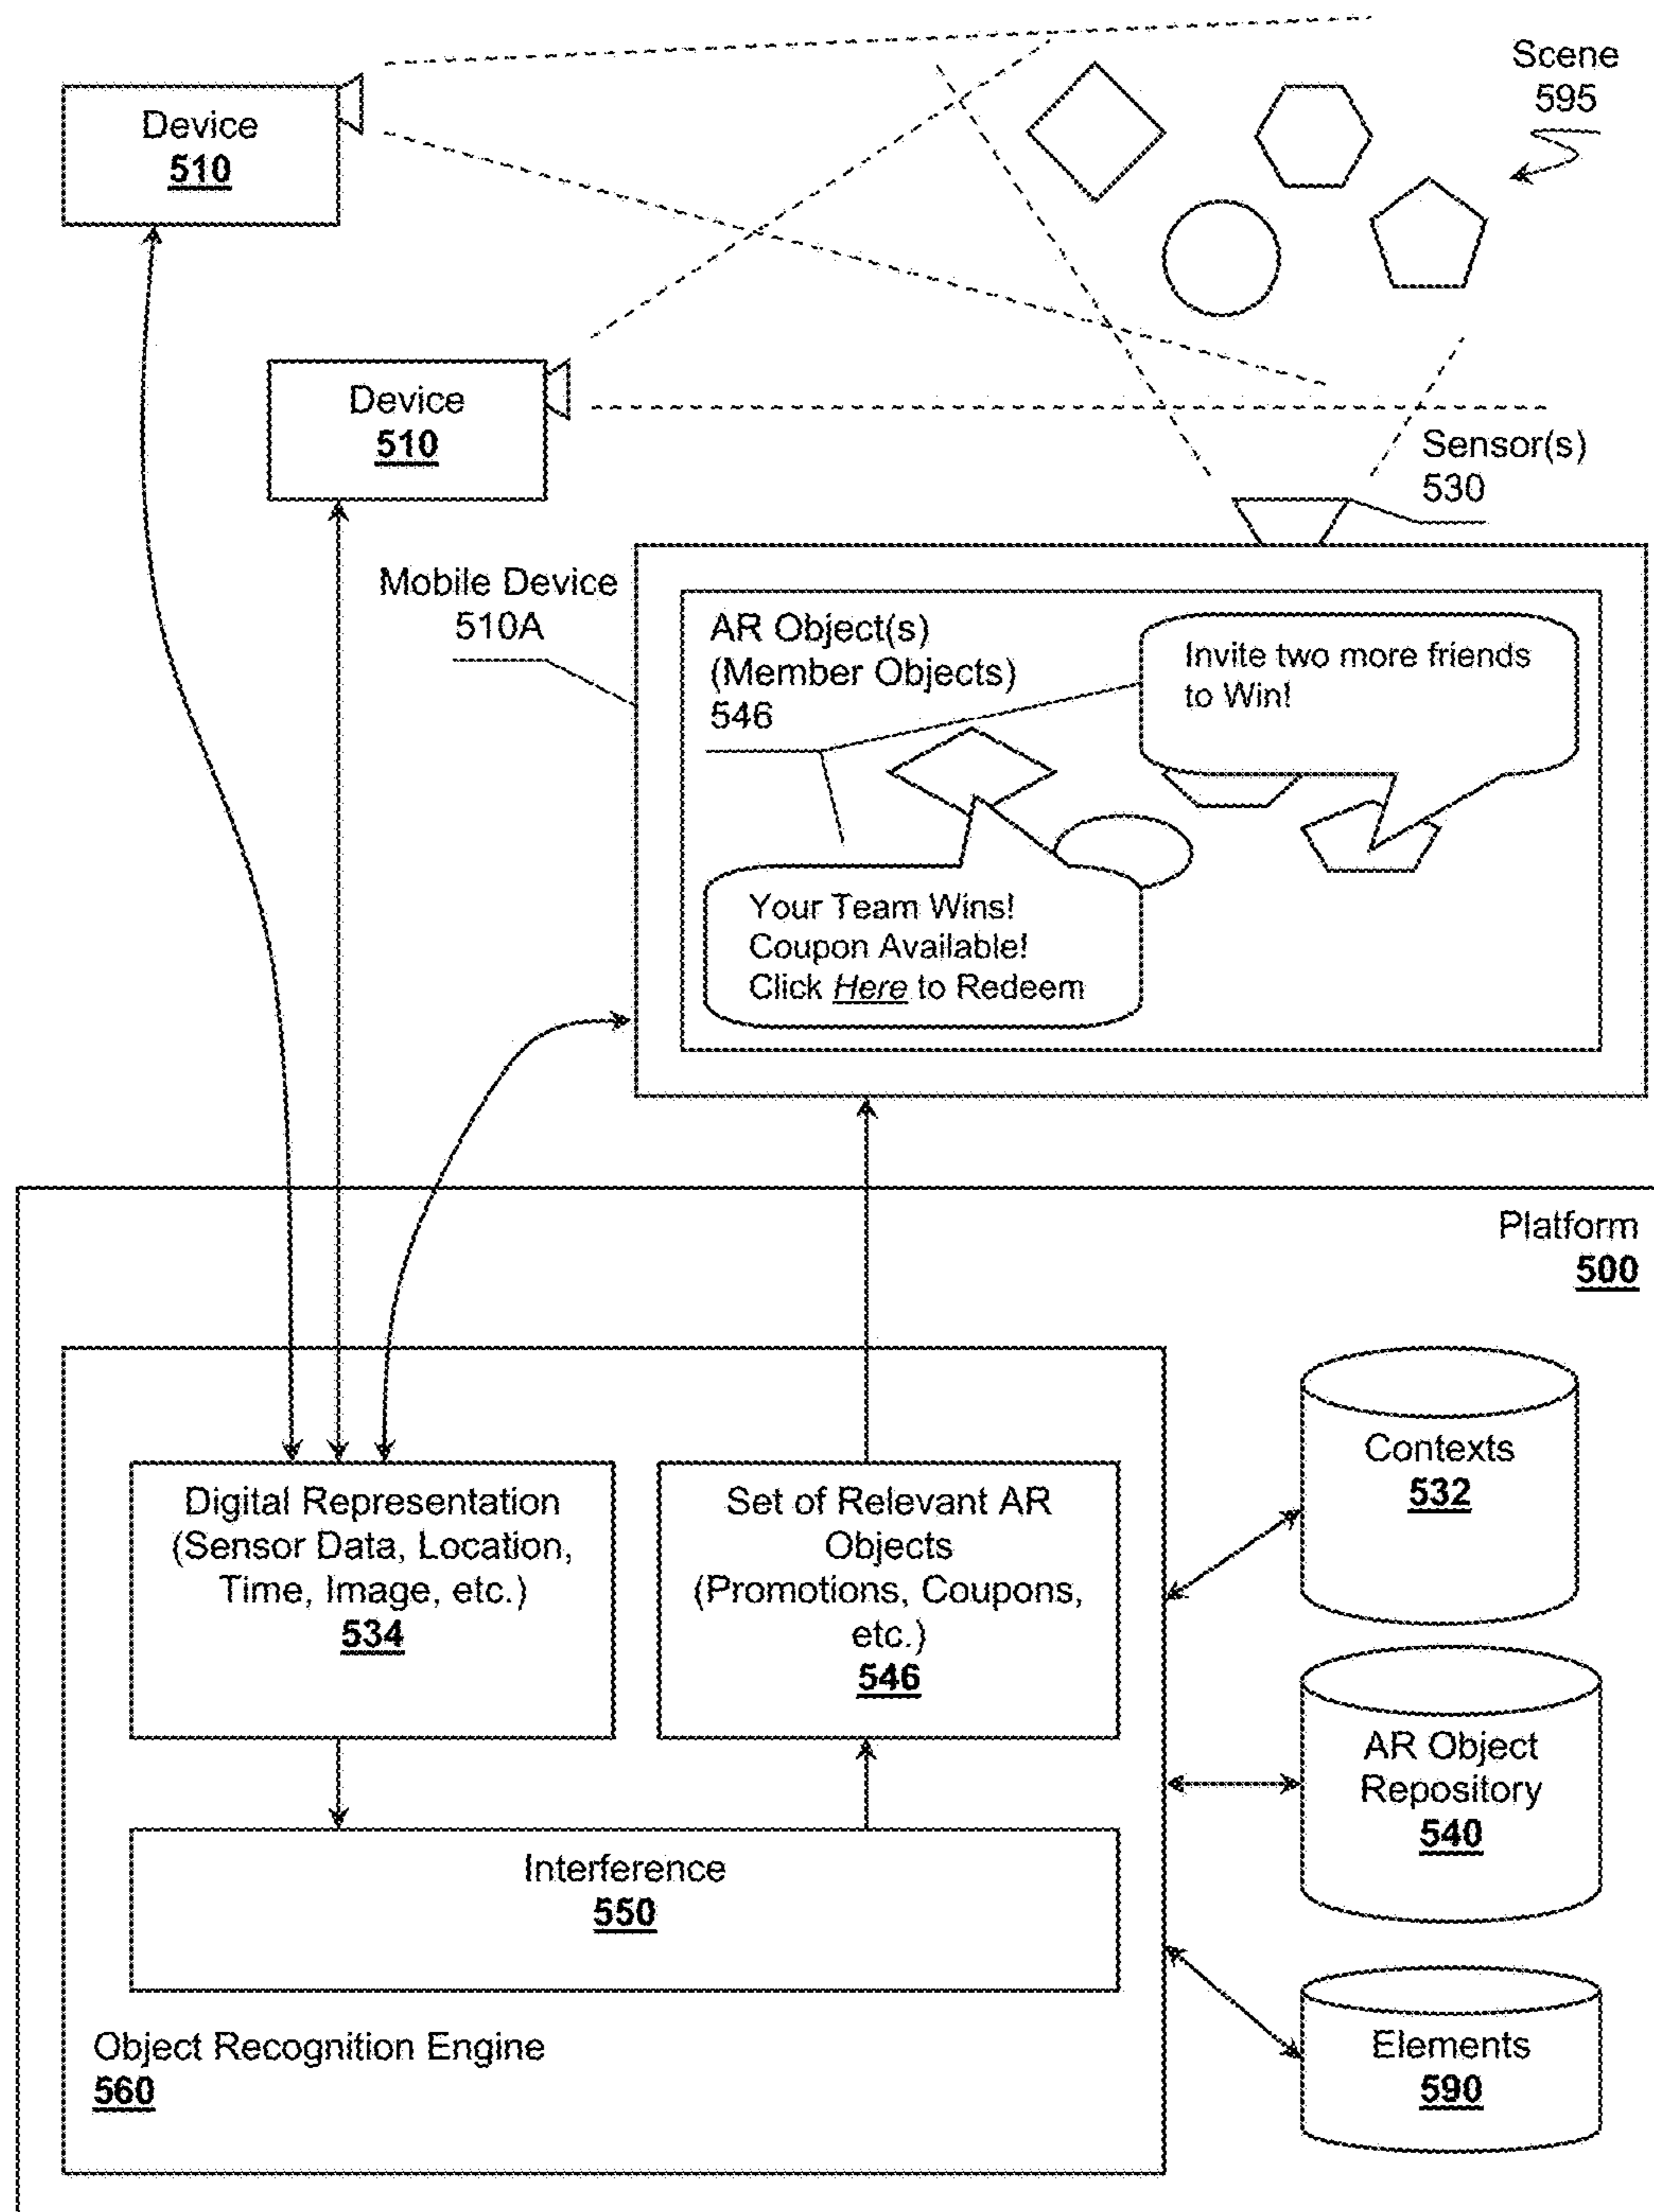 Scene
595
Device
510
Device
510
Sensor(s)
530
Mobile Device
510A
AR Object(s)
(Member Objects)
546
Invite two more friends
to Win!
Your Team Wins!
Coupon Available!
Click Here to Redeem
Platform
500
Digital Representation
(Sensor Data, Location,
Time, Image, etc.)
534
Set of Relevant AR
Objects
(Promotions, Coupons,
etc.)
546
Contexts
532
AR Object
Repository
540
Interference
550
Elements
590
Object Recognition Engine
560